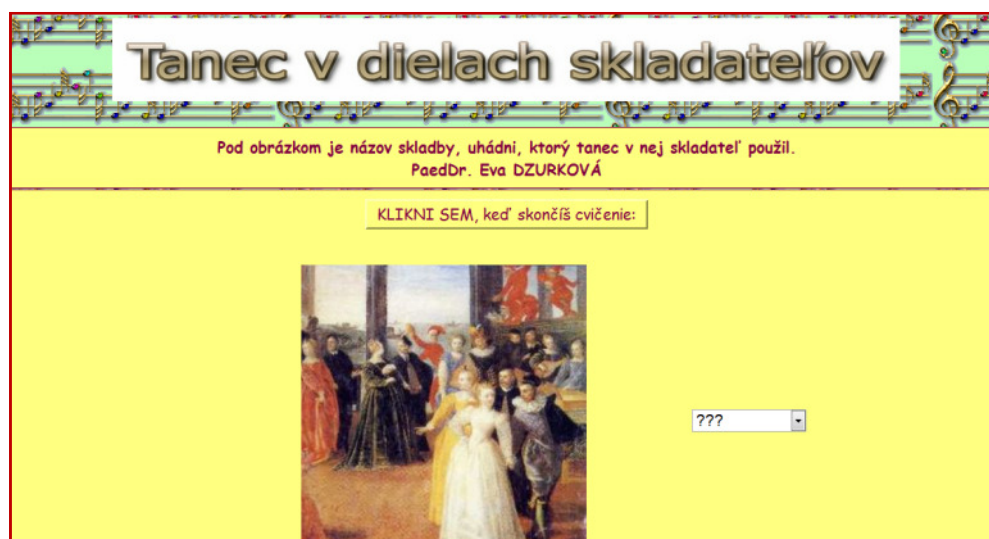 Tanec v dielach skladateľov
Pod obrázkom je názov skladby, uhádni, ktorý tanec v nej skladateľ použil.
PaedDr. Eva DZURKOVÁ
KLIKNI SEM, keď skončíš cvičenie:
???